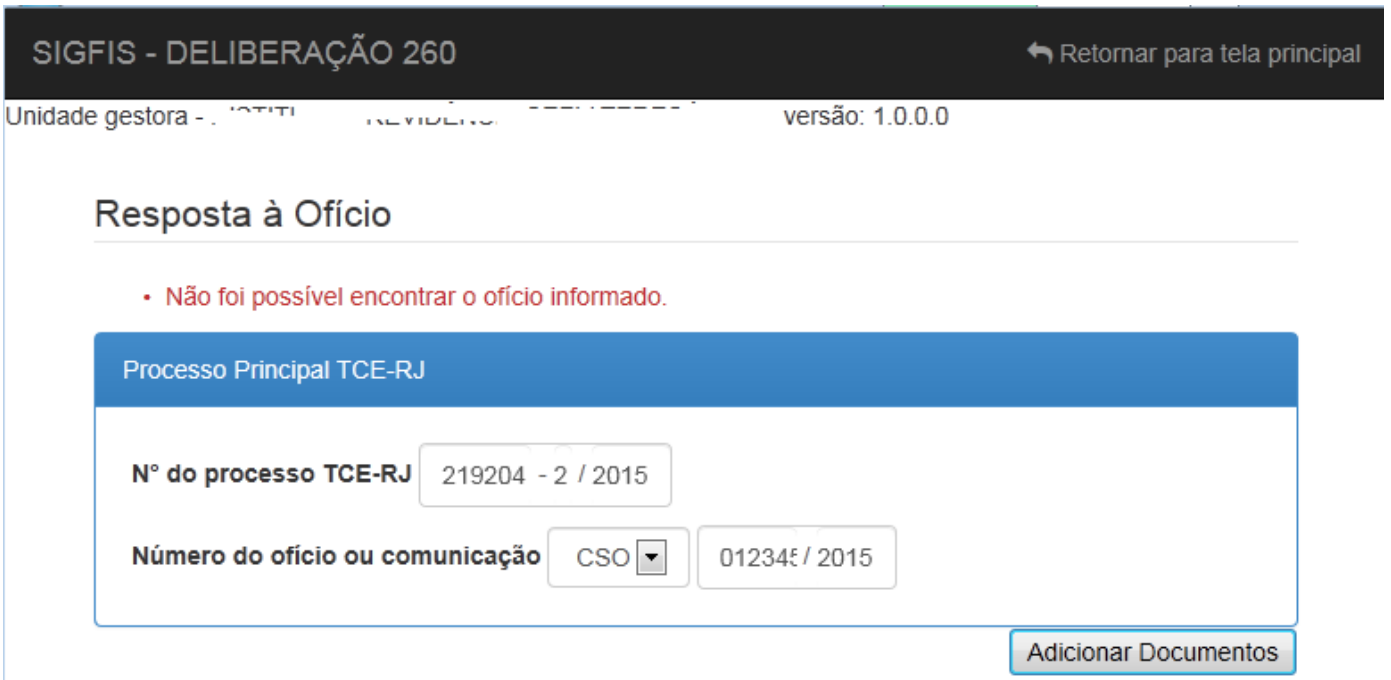 SIGFIS - DELIBERAÇÃO 260
Retornar para tela principal
Unidade gestora - versão: 1.0.0.0
Resposta à Ofício
• Não foi possível encontrar o ofício informado.
Processo Principal TCE-RJ
N° do processo TCE-RJ 219204 - 2 / 2015
Número do ofício ou comunicação CSO 012345 / 2015
Adicionar Documentos